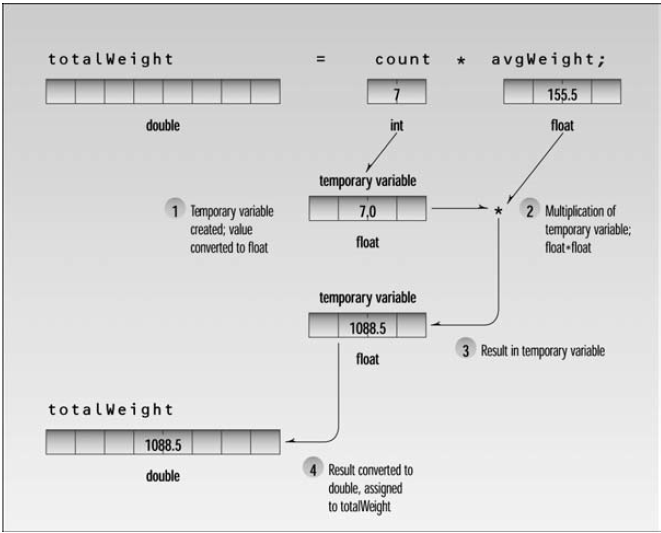 totalWeight = count * avgWeight;
7 155.5
double int float
temporary variable
1 Temporary variable
created; value
converted to float
7.0
*
2 Multiplication of
temporary variable;
float*float
float
temporary variable
1088.5
3 Result in temporary variable
float
totalWeight
1088.5
double
4 Result converted to
double, assigned
to totalWeight